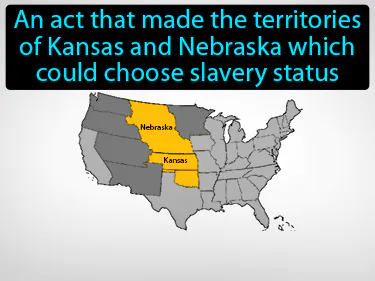 An act that made the territories
of Kansas and Nebraska which
could choose slavery status
Nebraska
Kansas